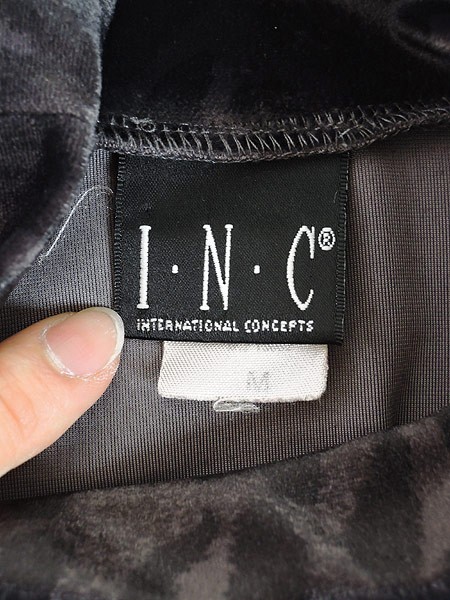 I·N·C®
INTERNATIONAL CONCEPTS
M